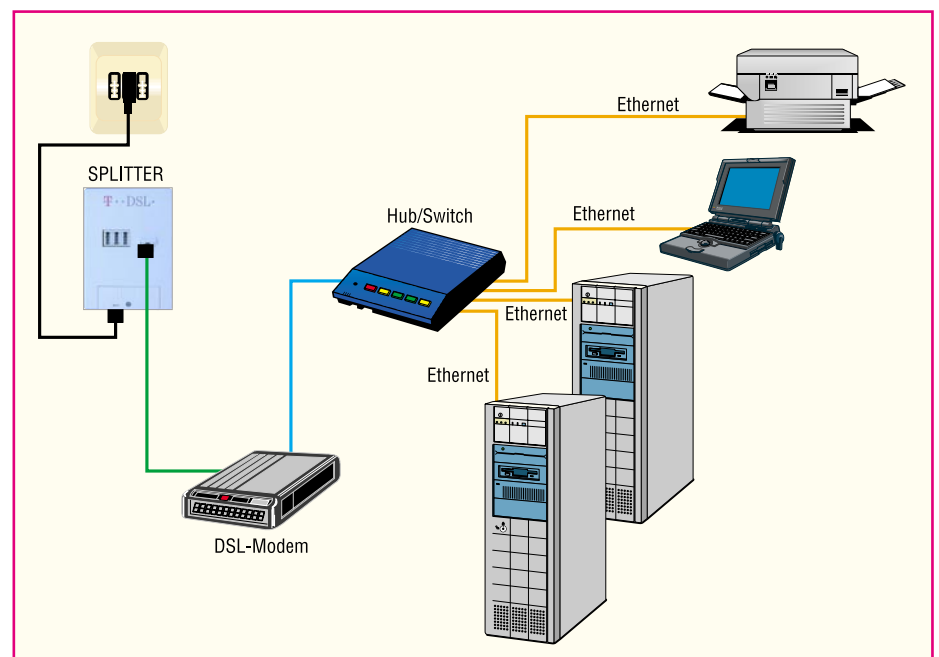 Ethernet
SPLITTER
T··DSL·
Hub/Switch
Ethernet
Ethernet
Ethernet
DSL-Modem